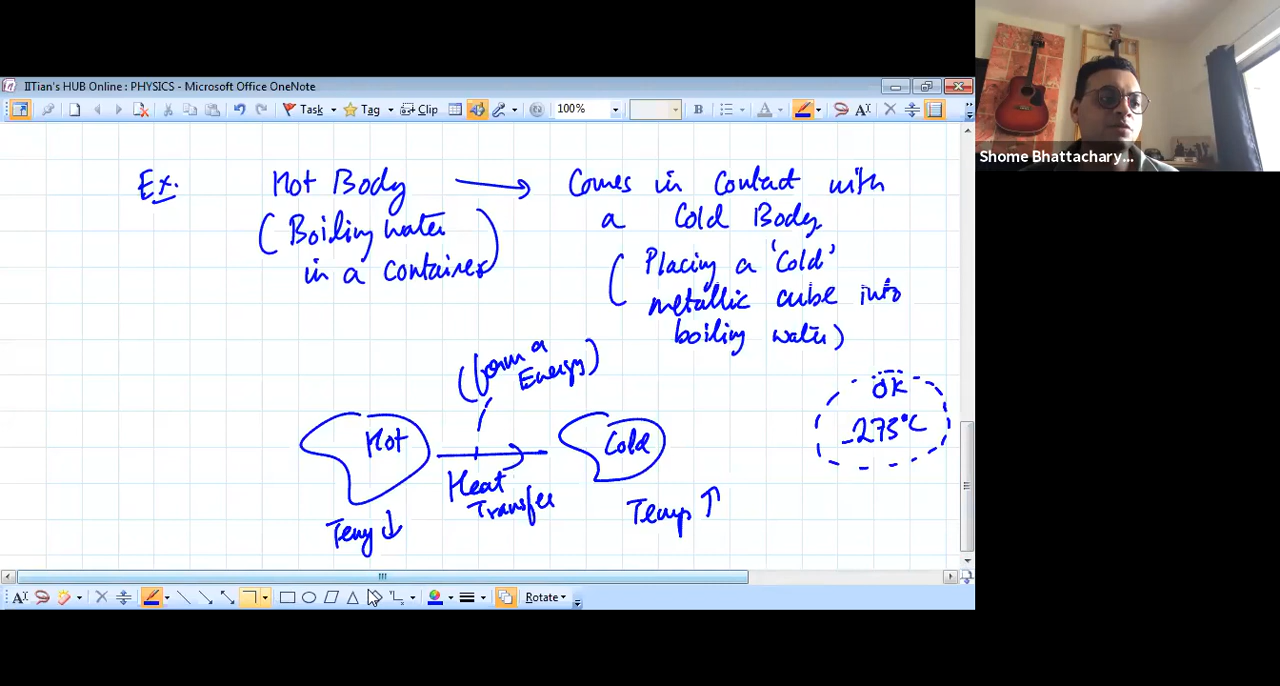 IITian's HUB Online : PHYSICS - Microsoft Office OneNote
Task Tag Clip 100% B A
Shome Bhattachary...
Ex. Hot Body → Comes in Contact with
a Cold Body
(Boiling water
in a container)
(Placing a 'Cold'
metallic cube into
boiling water)
(form a
Energy)
0K
-273°C
Hot Cold
Heat
Transfer
Temp ↓ Temp ↑
Rotate